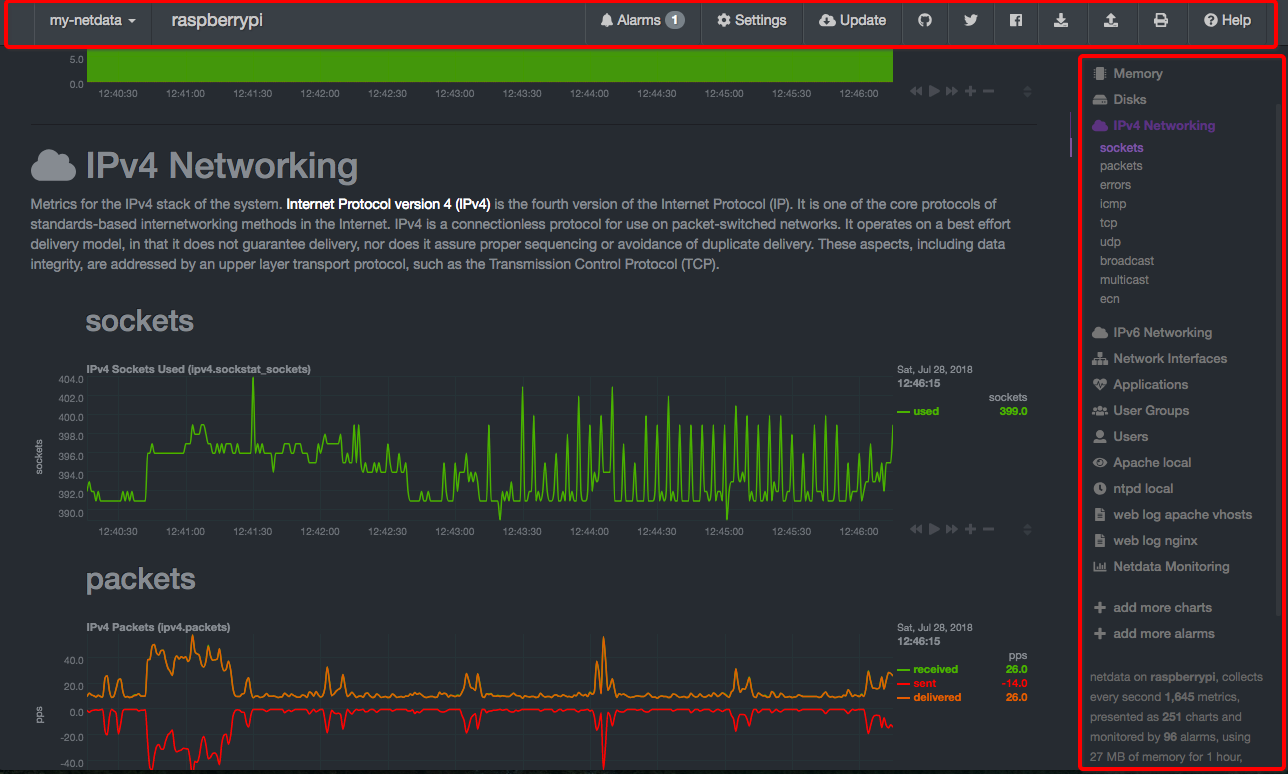 my-netdata raspberrypi Alarms 1 Settings Update Help
5.0
0.0
12:40:30 12:41:00 12:41:30 12:42:00 12:42:30 12:43:00 12:43:30 12:44:00 12:44:30 12:45:00 12:45:30 12:46:00
IPv4 Networking
Metrics for the IPv4 stack of the system. Internet Protocol version 4 (IPv4) is the fourth version of the Internet Protocol (IP). It is one of the core protocols of
standards-based internetworking methods in the Internet. IPv4 is a connectionless protocol for use on packet-switched networks. It operates on a best effort
delivery model, in that it does not guarantee delivery, nor does it assure proper sequencing or avoidance of duplicate delivery. These aspects, including data
integrity, are addressed by an upper layer transport protocol, such as the Transmission Control Protocol (TCP).
sockets
IPv4 Sockets Used (ipv4.sockstat_sockets)
404.0
402.0
400.0
398.0
396.0
394.0
392.0
390.0
sockets
12:40:30 12:41:00 12:41:30 12:42:00 12:42:30 12:43:00 12:43:30 12:44:00 12:44:30 12:45:00 12:45:30 12:46:00
Sat, Jul 28, 2018
12:46:15
sockets
used 399.0
packets
IPv4 Packets (ipv4.packets)
40.0
20.0
0.0
-20.0
-40.0
pps
Sat, Jul 28, 2018
12:46:15
pps
received 26.0
sent -14.0
delivered 26.0
Memory
Disks
IPv4 Networking
sockets
packets
errors
icmp
tcp
udp
broadcast
multicast
ecn
IPv6 Networking
Network Interfaces
Applications
User Groups
Users
Apache local
ntpd local
web log apache vhosts
web log nginx
Netdata Monitoring
add more charts
add more alarms
netdata on raspberrypi, collects
every second 1,645 metrics,
presented as 251 charts and
monitored by 96 alarms, using
27 MB of memory for 1 hour,